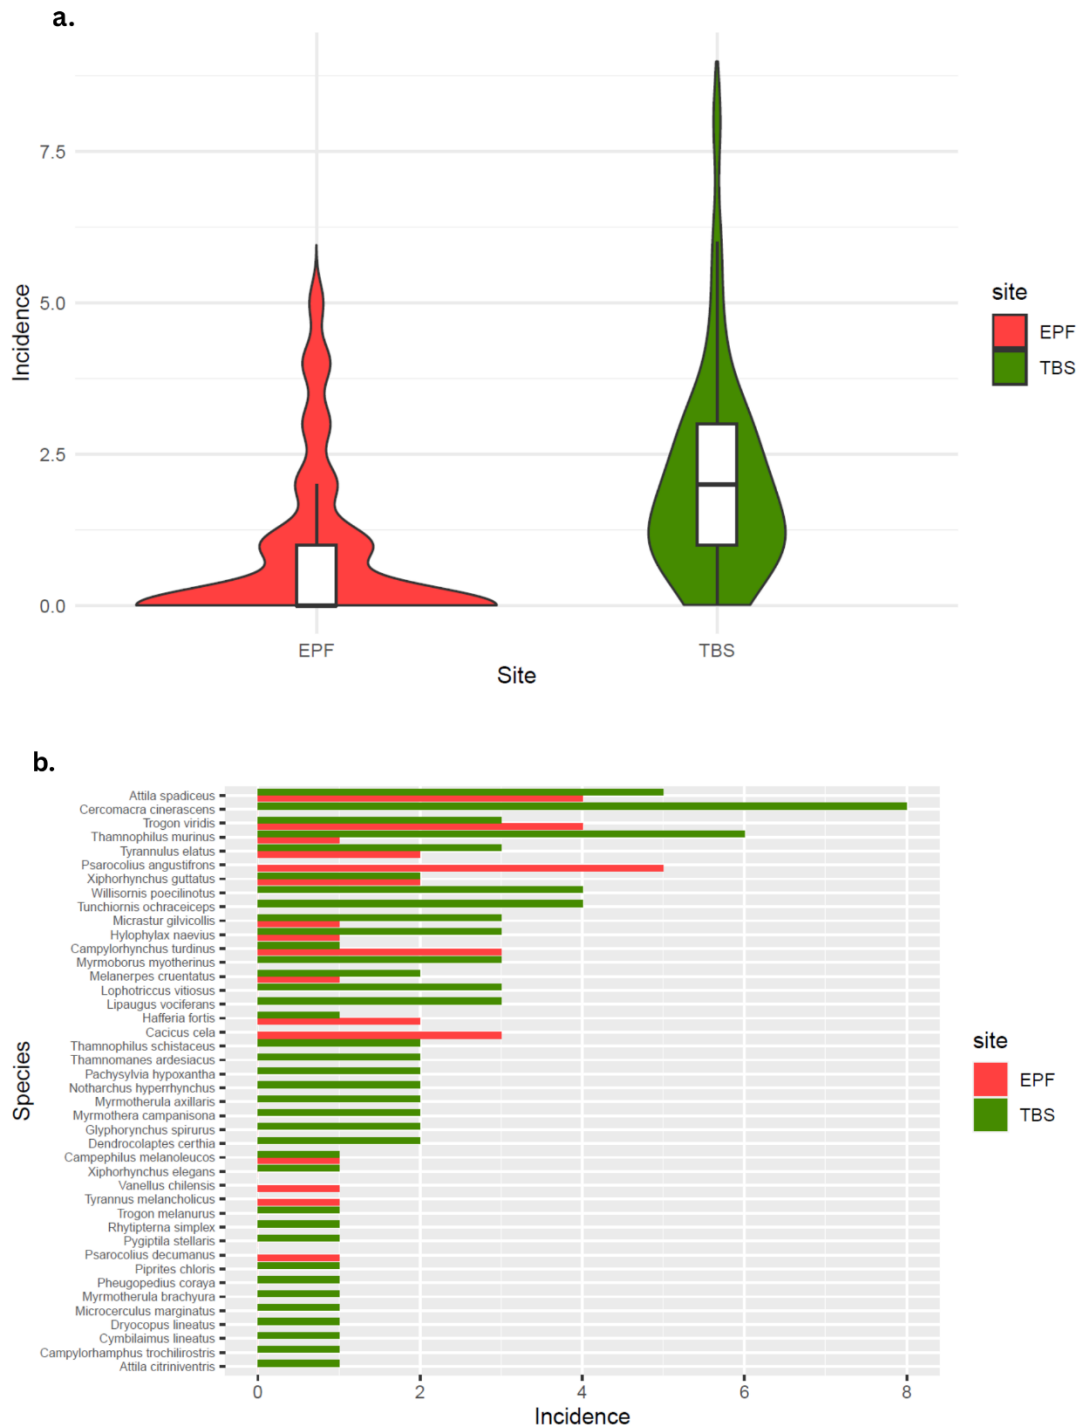 a.
7.5
5.0
2.5
0.0
Incidence
EPF
TBS
Site
site
EPF
TBS
b.
Attila spadiceus
Cercomacra cinerascens
Trogon viridis
Thamnophilus murinus
Tyrannulus elatus
Psarocolius angustifrons
Xiphorhynchus guttatus
Willisornis poecilinotus
Tunchiornis ochraceiceps
Micrastur gilvicollis
Hylophylax naevius
Campylorhynchus turdinus
Myrmoborus myotherinus
Melanerpes cruentatus
Lophotriccus vitiosus
Lipaugus vociferans
Hafferia fortis
Cacicus cela
Thamnophilus schistaceus
Thamnomanes ardesiacus
Pachysylvia hypoxantha
Notharchus hyperrhynchus
Myrmotherula axillaris
Myrmothera campanisona
Glyphorynchus spirurus
Dendrocolaptes certhia
Campephilus melanoleucos
Xiphorhynchus elegans
Vanellus chilensis
Tyrannus melancholicus
Trogon melanurus
Rhytipterna simplex
Pygiptila stellaris
Psarocolius decumanus
Piprites chloris
Pheugopedius coraya
Myrmotherula brachyura
Microcerculus marginatus
Dryocopus lineatus
Cymbilaimus lineatus
Campylorhamphus trochilirostris
Attila citriniventris
Species
0
2
4
6
8
Incidence
site
EPF
TBS